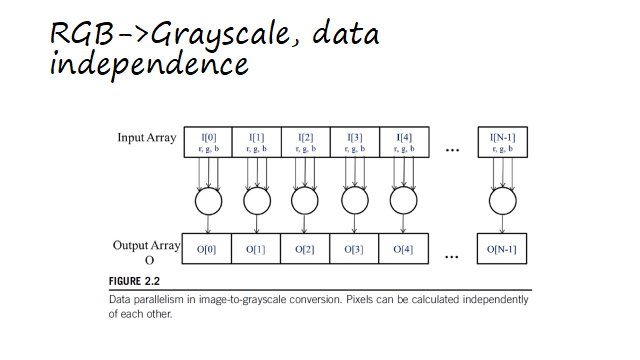 RGB->Grayscale, data
independence
Input Array I[0] I[1] I[2] I[3] I[4] ... I[N-1]
r, g, b r, g, b r, g, b r, g, b r, g, b r, g, b
Output Array O[0] O[1] O[2] O[3] O[4] ... O[N-1]
O
FIGURE 2.2
Data parallelism in image-to-grayscale conversion. Pixels can be calculated independently
of each other.